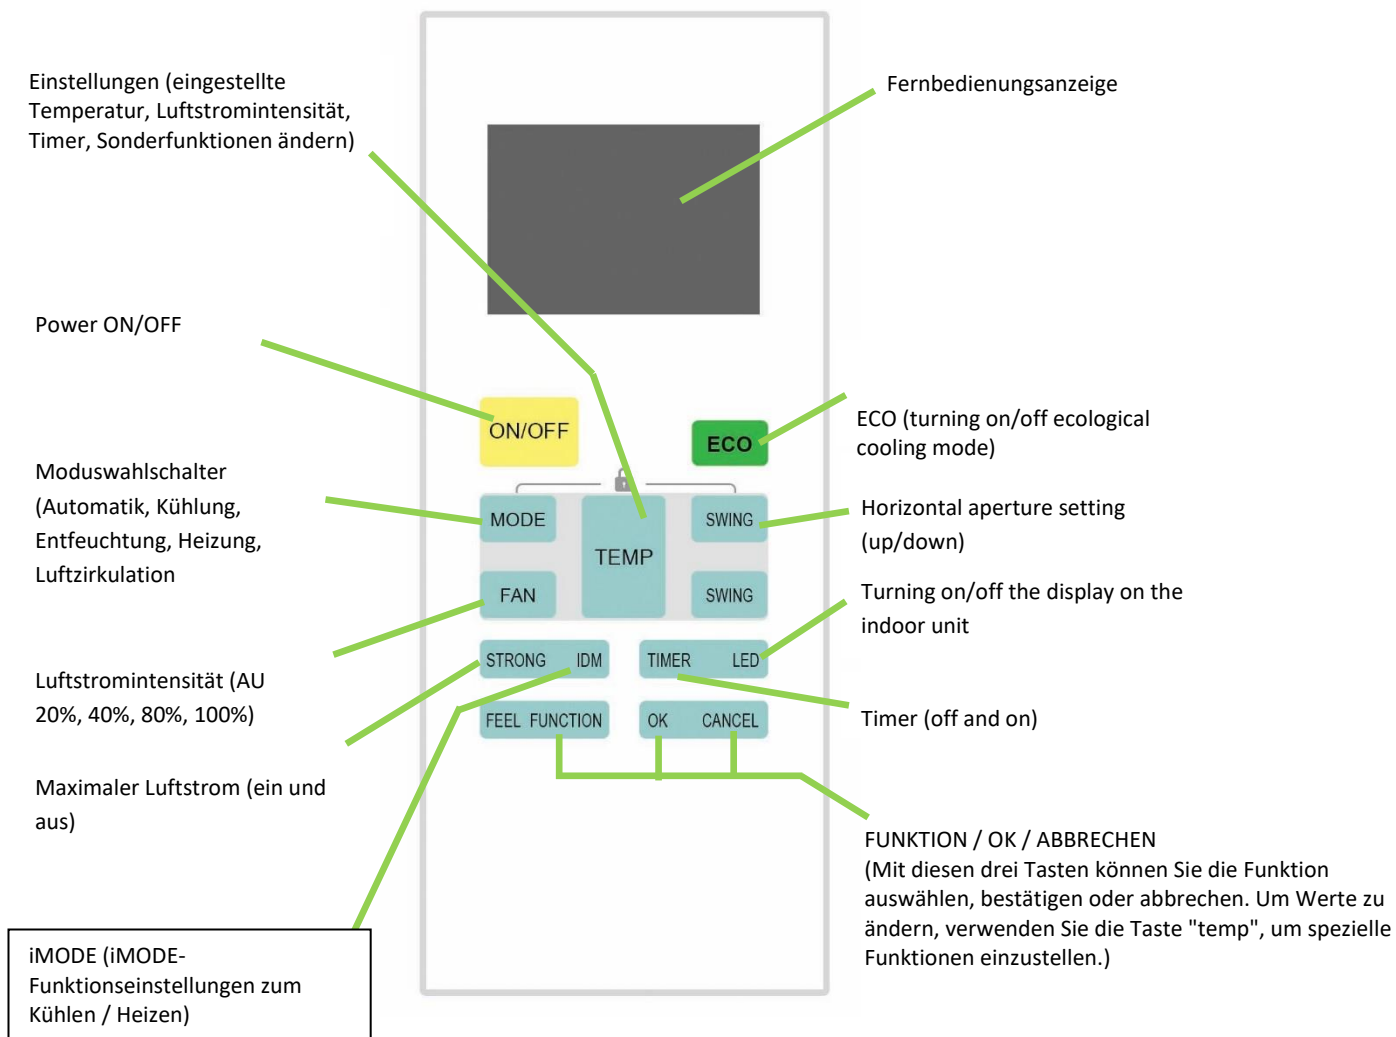 Einstellungen (eingestellte
Temperatur, Luftstromintensität,
Timer, Sonderfunktionen ändern)
Fernbedienungsanzeige
Power ON/OFF
ON/OFF
ECO
ECO (turning on/off ecological
cooling mode)
Moduswahlschalter
(Automatik, Kühlung,
Entfeuchtung, Heizung,
Luftzirkulation
MODE
TEMP
SWING
Horizontal aperture setting
(up/down)
FAN
SWING
Turning on/off the display on the
indoor unit
STRONG IDM
TIMER LED
Luftstromintensität (AU
20%, 40%, 80%, 100%)
FEEL FUNCTION
OK CANCEL
Timer (off and on)
Maximaler Luftstrom (ein und
aus)
FUNKTION / OK / ABBRECHEN
(Mit diesen drei Tasten können Sie die Funktion
auswählen, bestätigen oder abbrechen. Um Werte zu
ändern, verwenden Sie die Taste "temp", um spezielle
Funktionen einzustellen.)
iMODE (iMODE-
Funktionseinstellungen zum
Kühlen / Heizen)